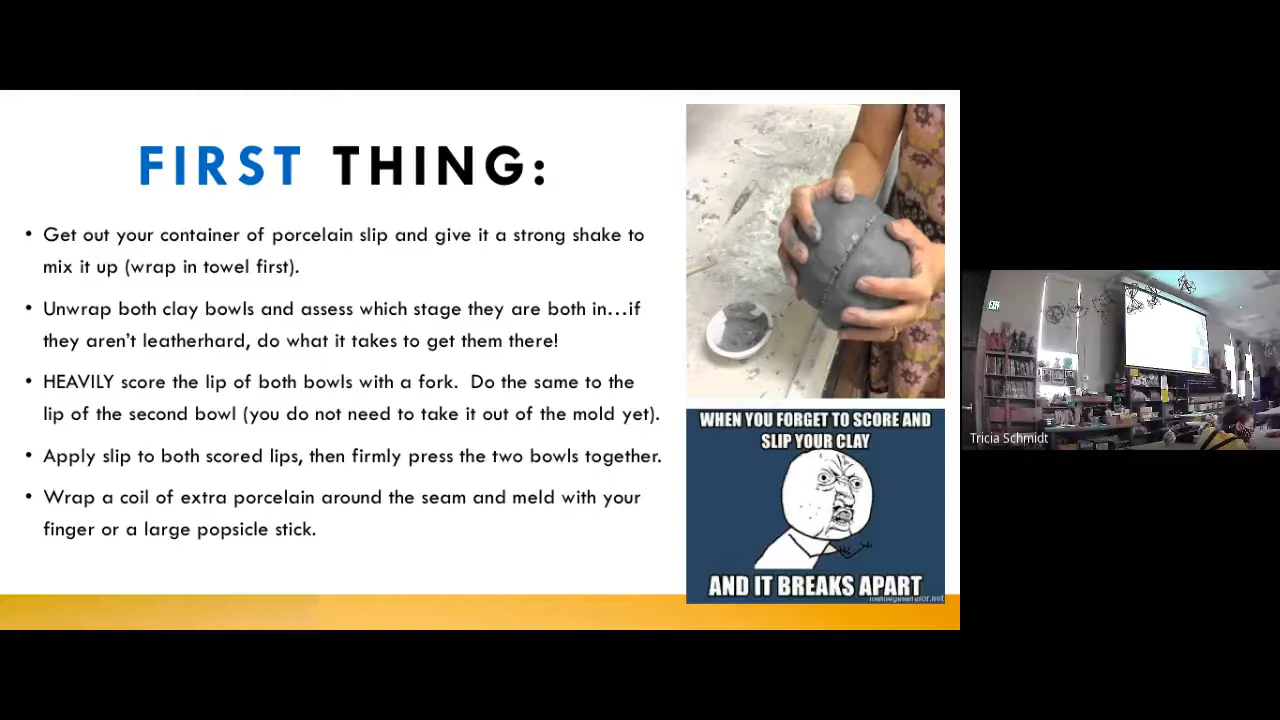 FIRST THING:
• Get out your container of porcelain slip and give it a strong shake to
mix it up (wrap in towel first).
• Unwrap both clay bowls and assess which stage they are both in...if
they aren't leatherhard, do what it takes to get them there!
• HEAVILY score the lip of both bowls with a fork.  Do the same to the
lip of the second bowl (you do not need to take it out of the mold yet).
• Apply slip to both scored lips, then firmly press the two bowls together.
• Wrap a coil of extra porcelain around the seam and meld with your
finger or a large popsicle stick.
WHEN YOU FORGET TO SCORE AND
SLIP YOUR CLAY
AND IT BREAKS APART
memegenerator.net
Tricia Schmidt